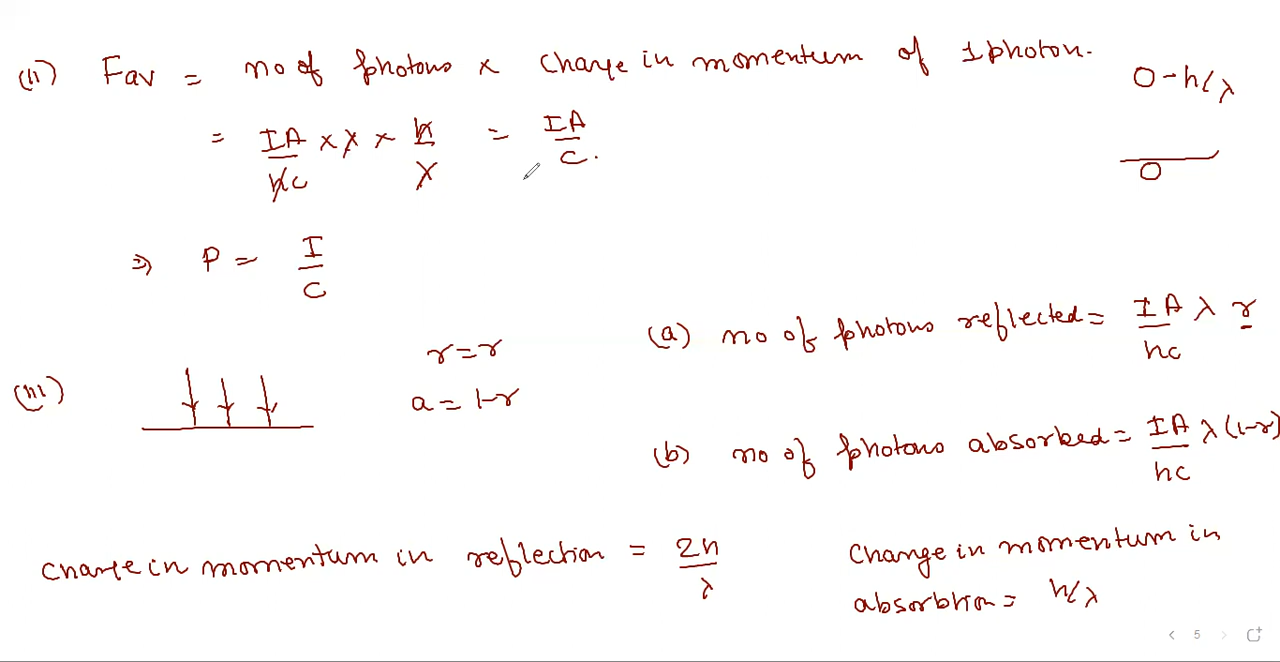 (ii) Fav = no of photons × change in momentum of 1 photon.
0 - h/λ
= IA/hc × λ × h/λ = IA/c.
0
⇒ P = I/c
(iii)
r = r
a = 1-r
(a) no of photons reflected = IA/hc λ r
(b) no of photons absorbed = IA/hc λ (1-r)
change in momentum in reflection = 2h/λ
Change in momentum in
absorbtion = h/λ
< 5 >